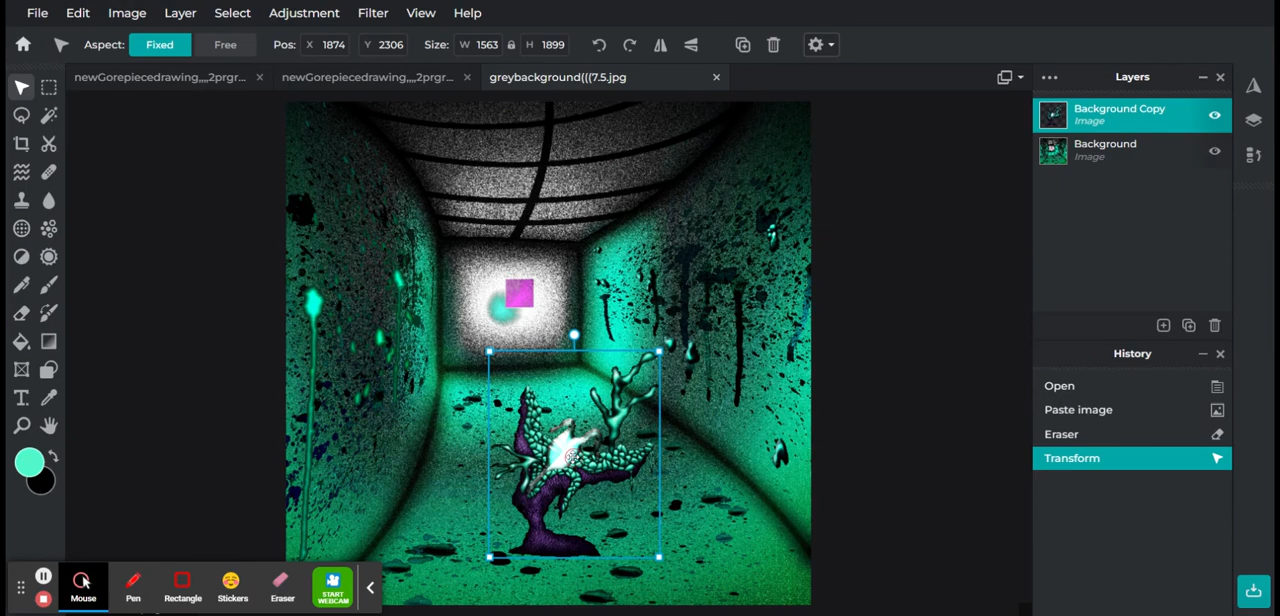 File Edit Image Layer Select Adjustment Filter View Help
Aspect: Fixed Free Pos: X 1874 Y 2306 Size: W 1563 H 1899
newGorepiecedrawing,,,,2prgr... newGorepiecedrawing,,,,2prgr... greybackground(((7.5.jpg
Layers
Background Copy
Image
Background
Image
History
Open
Paste image
Eraser
Transform
T.
Mouse Pen Rectangle Stickers Eraser START
WEBCAM